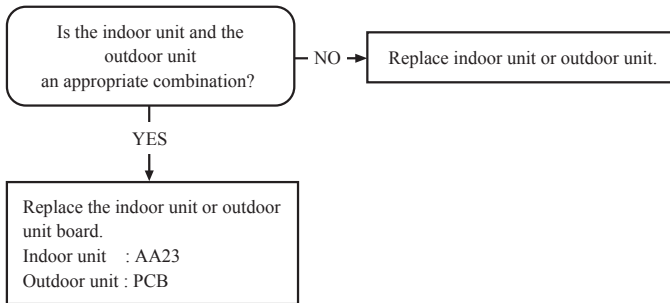 Is the indoor unit and the
outdoor unit
an appropriate combination?
NO
Replace indoor unit or outdoor unit.
YES
Replace the indoor unit or outdoor
unit board.
Indoor unit : AA23
Outdoor unit : PCB